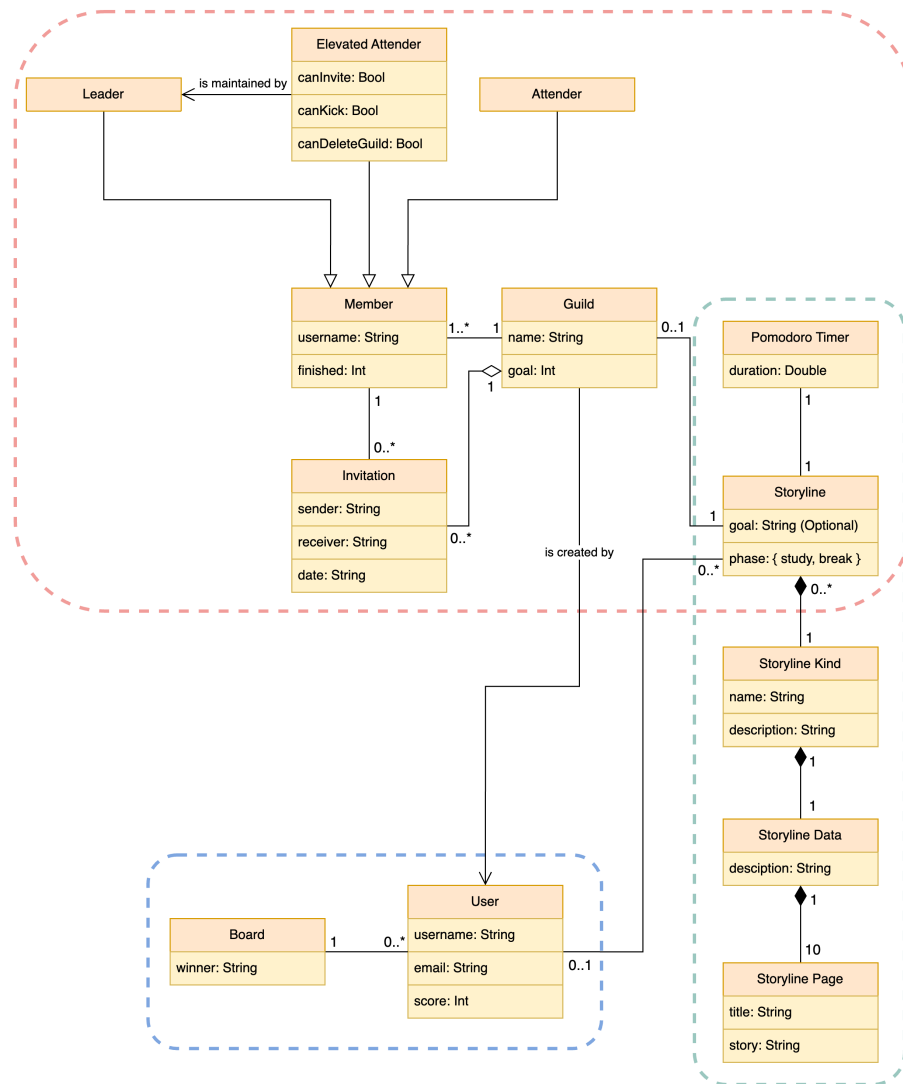 Elevated Attender
canInvite: Bool
canKick: Bool
canDeleteGuild: Bool
Leader
is maintained by
Attender
Member
username: String
finished: Int
1..*
1
Guild
name: String
goal: Int
0..1
1
1
0..*
Invitation
sender: String
receiver: String
date: String
0..*
is created by
Pomodoro Timer
duration: Double
1
1
Storyline
goal: String (Optional)
phase: { study, break }
1
0..*
0..*
1
Storyline Kind
name: String
description: String
1
1
Storyline Data
desciption: String
1
10
Storyline Page
title: String
story: String
Board
winner: String
1
0..*
User
username: String
email: String
score: Int
0..1